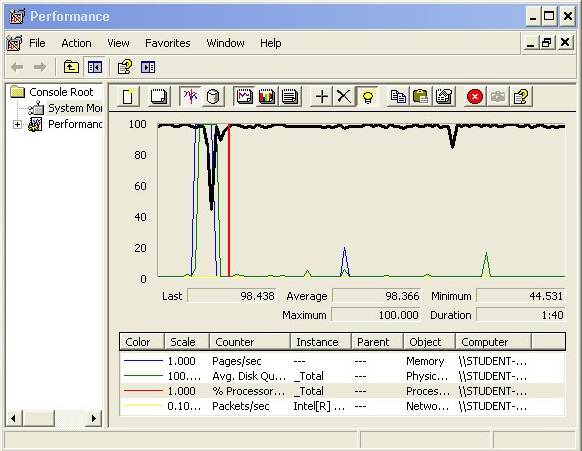 Performance
File Action View Favorites Window Help
Console Root
System Mor
Performanc
100
80
60
40
20
0
Last 98.438 Average 98.366 Minimum 44.531
Maximum 100.000 Duration 1:40
Color Scale Counter Instance Parent Object Computer
1.000 Pages/sec --- --- Memory \\STUDENT-...
100.... Avg. Disk Qu... _Total --- Physic... \\STUDENT-...
1.000 % Processor... _Total --- Proces... \\STUDENT-...
0.10... Packets/sec Intel[R] ... --- Netwo... \\STUDENT-...